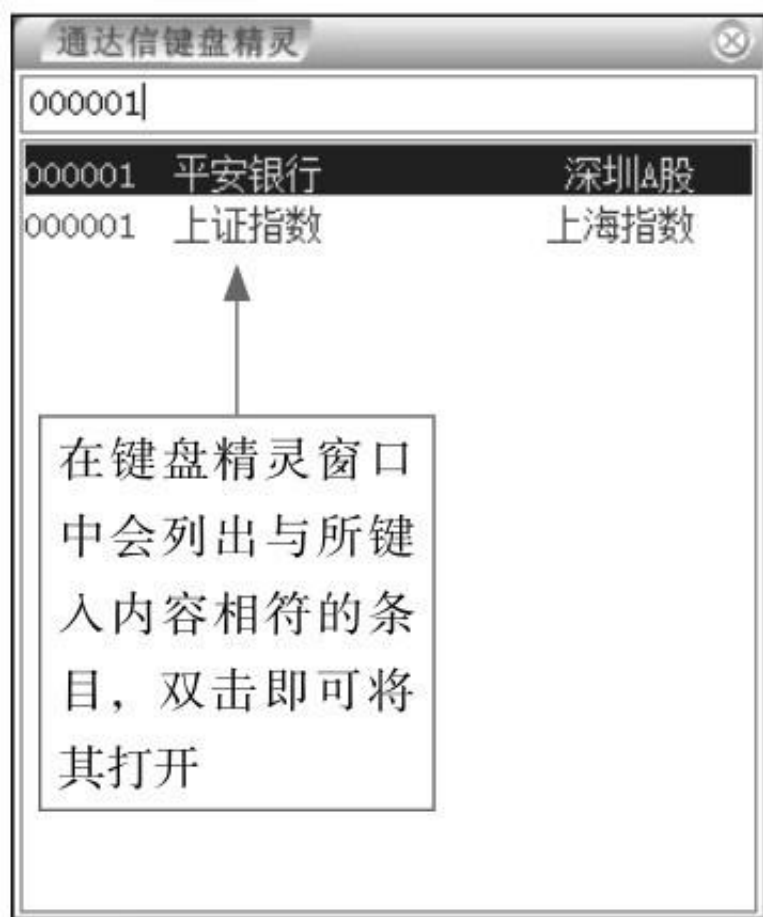 通达信键盘精灵
000001
000001 平安银行 深圳A股
000001 上证指数 上海指数
在键盘精灵窗口
中会列出与所键
入内容相符的条
目，双击即可将
其打开